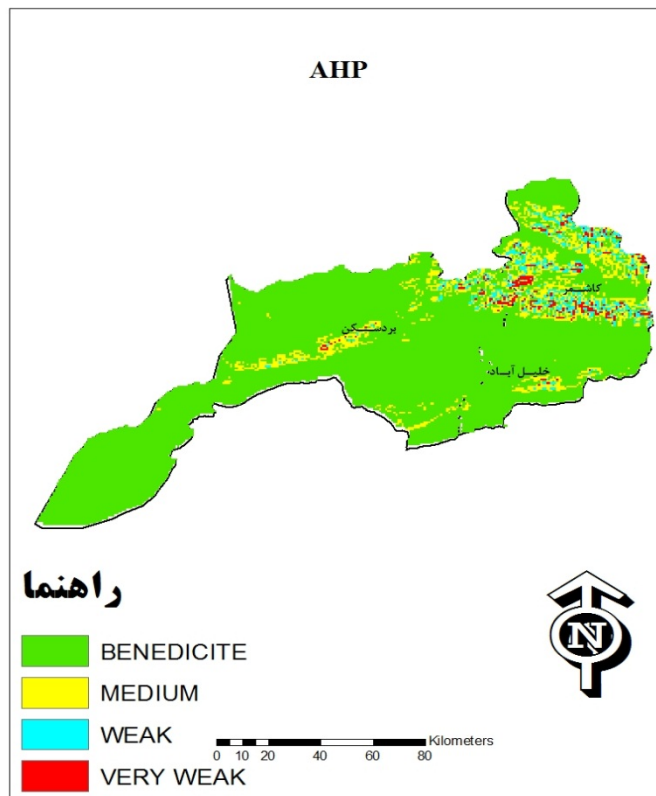 AHP
کاشمر
بردسکن
خلیل آباد
راهنما
BENEDICITE
MEDIUM
WEAK
VERY WEAK
Kilometers
0 10 20 40 60 80
N